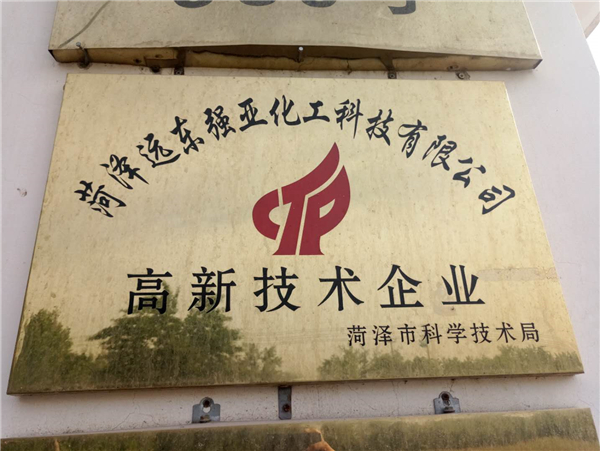 菏泽远东强亚化工科技有限公司
CTP
高新技术企业
菏泽市科学技术局